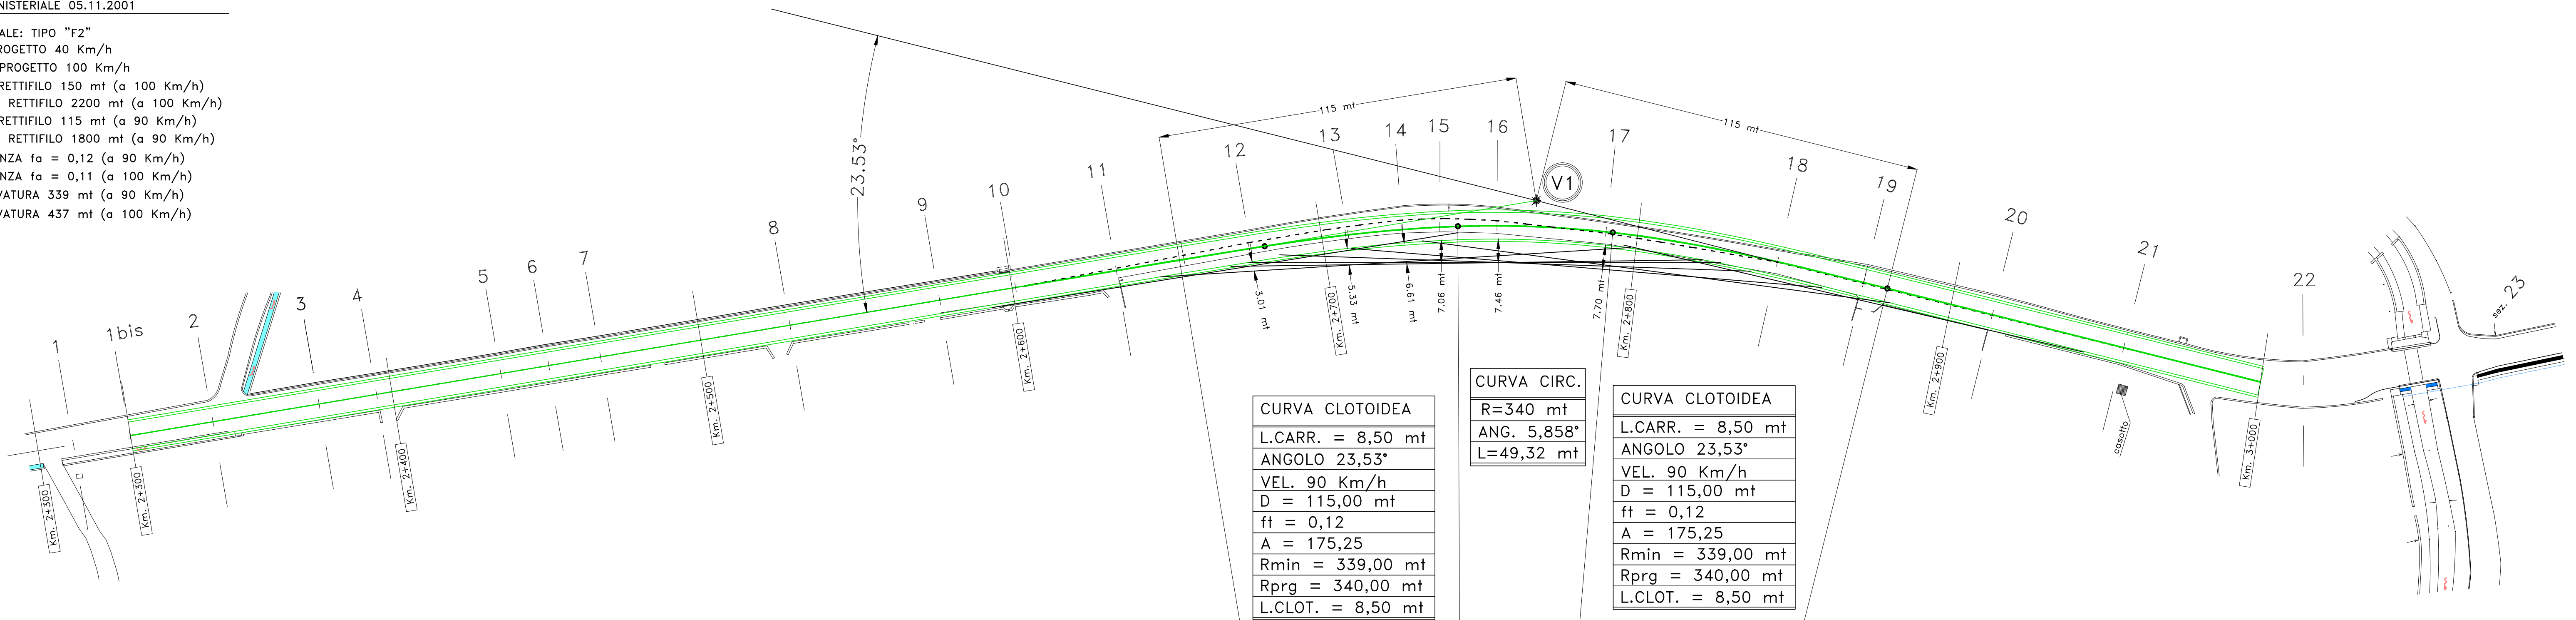 NISTERIALE 05.11.2001
ALE: TIPO "F2"
ROGETTO 40 Km/h
PROGETTO 100 Km/h
RETTIFILO 150 mt (a 100 Km/h)
RETTIFILO 2200 mt (a 100 Km/h)
RETTIFILO 115 mt (a 90 Km/h)
RETTIFILO 1800 mt (a 90 Km/h)
NZA fa = 0,12 (a 90 Km/h)
NZA fa = 0,11 (a 100 Km/h)
VATURA 339 mt (a 90 Km/h)
VATURA 437 mt (a 100 Km/h)
23.53°
115 mt
115 mt
V1
1
1bis
2
3
4
5
6
7
8
9
10
11
12
13
14
15
16
17
18
19
20
21
22
sez. 23
3.01 mt
5.33 mt
6.61 mt
7.06 mt
7.46 mt
7.70 mt
Km. 2+300
Km. 2+300
Km. 2+400
Km. 2+500
Km. 2+600
Km. 2+700
Km. 2+800
Km. 2+900
Km. 3+000
casotto
CURVA CLOTOIDEA
L.CARR. = 8,50 mt
ANGOLO 23,53°
VEL. 90 Km/h
D = 115,00 mt
ft = 0,12
A = 175,25
Rmin = 339,00 mt
Rprg = 340,00 mt
L.CLOT. = 8,50 mt
CURVA CIRC.
R=340 mt
ANG. 5,858°
L=49,32 mt
CURVA CLOTOIDEA
L.CARR. = 8,50 mt
ANGOLO 23,53°
VEL. 90 Km/h
D = 115,00 mt
ft = 0,12
A = 175,25
Rmin = 339,00 mt
Rprg = 340,00 mt
L.CLOT. = 8,50 mt